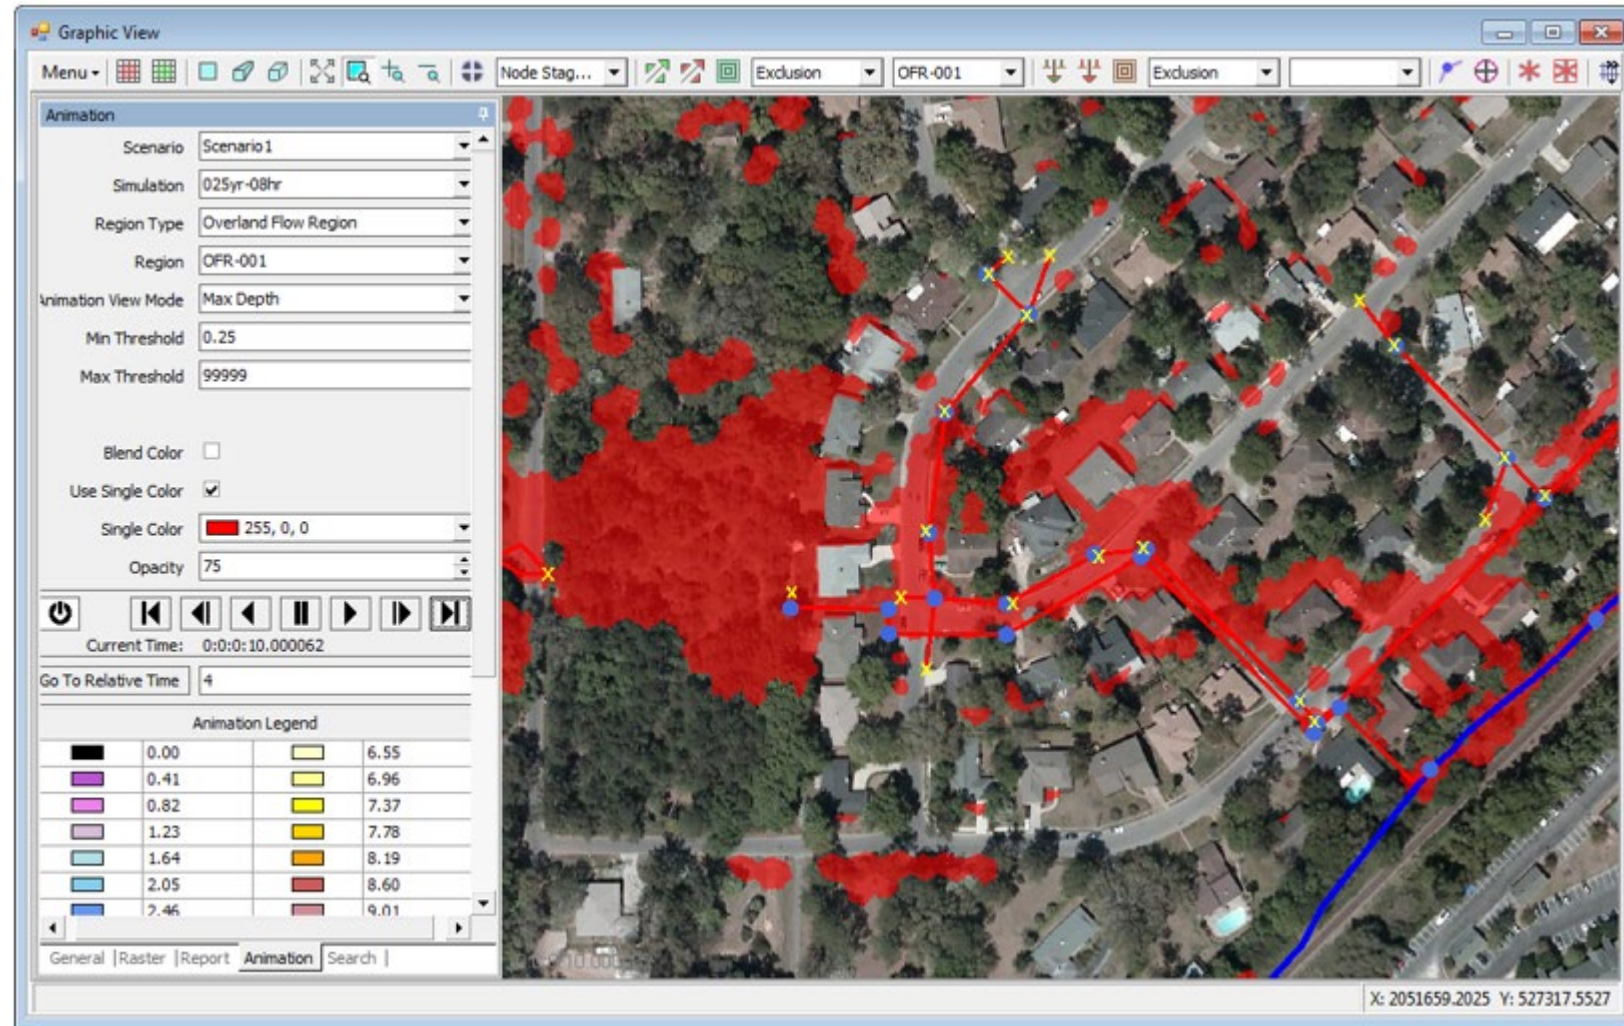 Graphic View
Menu Node Stag... Exclusion OFR-001 Exclusion
Animation
Scenario Scenario1
Simulation 025yr-08hr
Region Type Overland Flow Region
Region OFR-001
Animation View Mode Max Depth
Min Threshold 0.25
Max Threshold 99999
Blend Color
Use Single Color
Single Color 255, 0, 0
Opacity 75
Current Time: 0:0:0:10.000062
Go To Relative Time 4
Animation Legend
0.00 6.55
0.41 6.96
0.82 7.37
1.23 7.78
1.64 8.19
2.05 8.60
2.46 9.01
General |Raster |Report Animation Search |
X: 2051659.2025 Y: 527317.5527